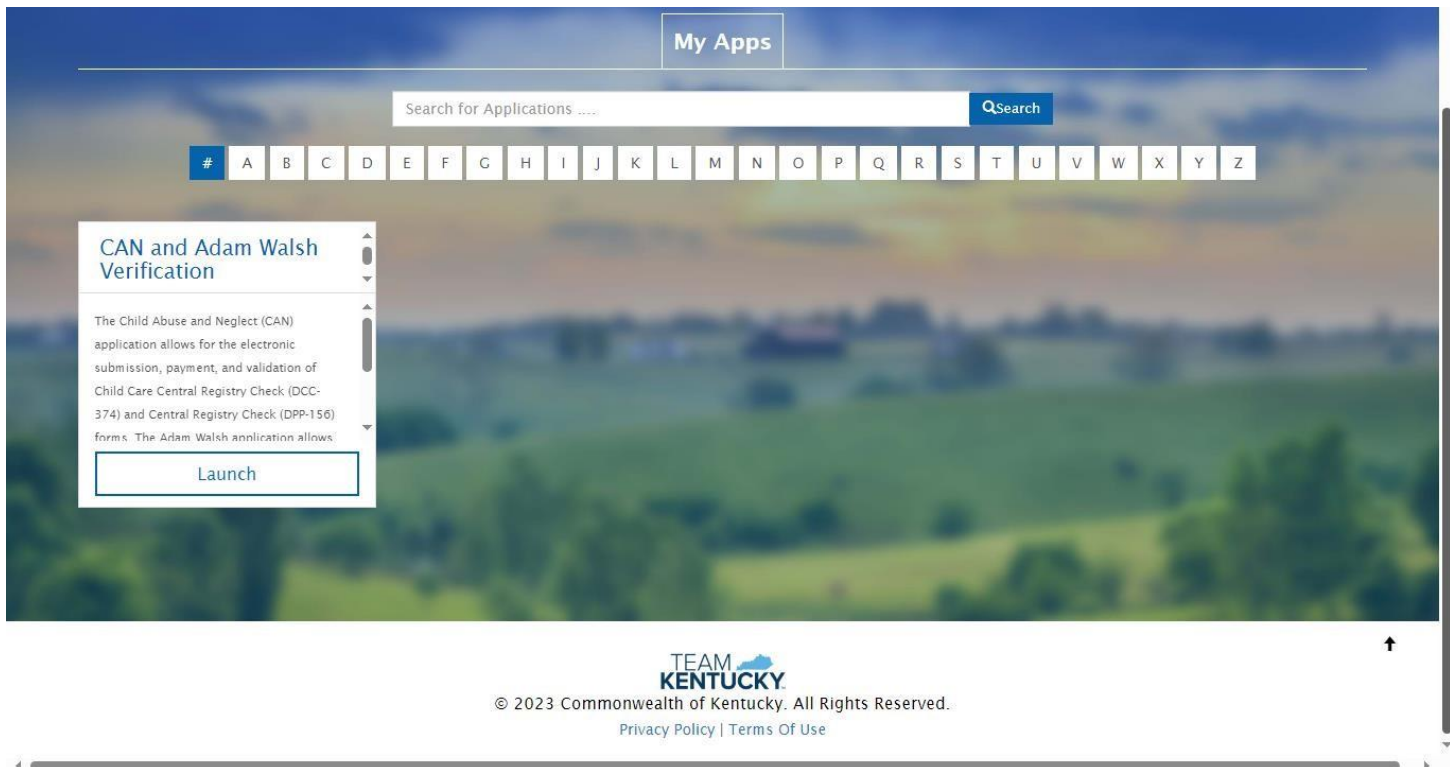 My Apps
Search for Applications ....
Search
# A B C D E F G H I J K L M N O P Q R S T U V W X Y Z
CAN and Adam Walsh
Verification
The Child Abuse and Neglect (CAN)
application allows for the electronic
submission, payment, and validation of
Child Care Central Registry Check (DCC-
374) and Central Registry Check (DPP-156)
forms. The Adam Walsh application allows
Launch
TEAM
KENTUCKY
© 2023 Commonwealth of Kentucky. All Rights Reserved.
Privacy Policy | Terms Of Use